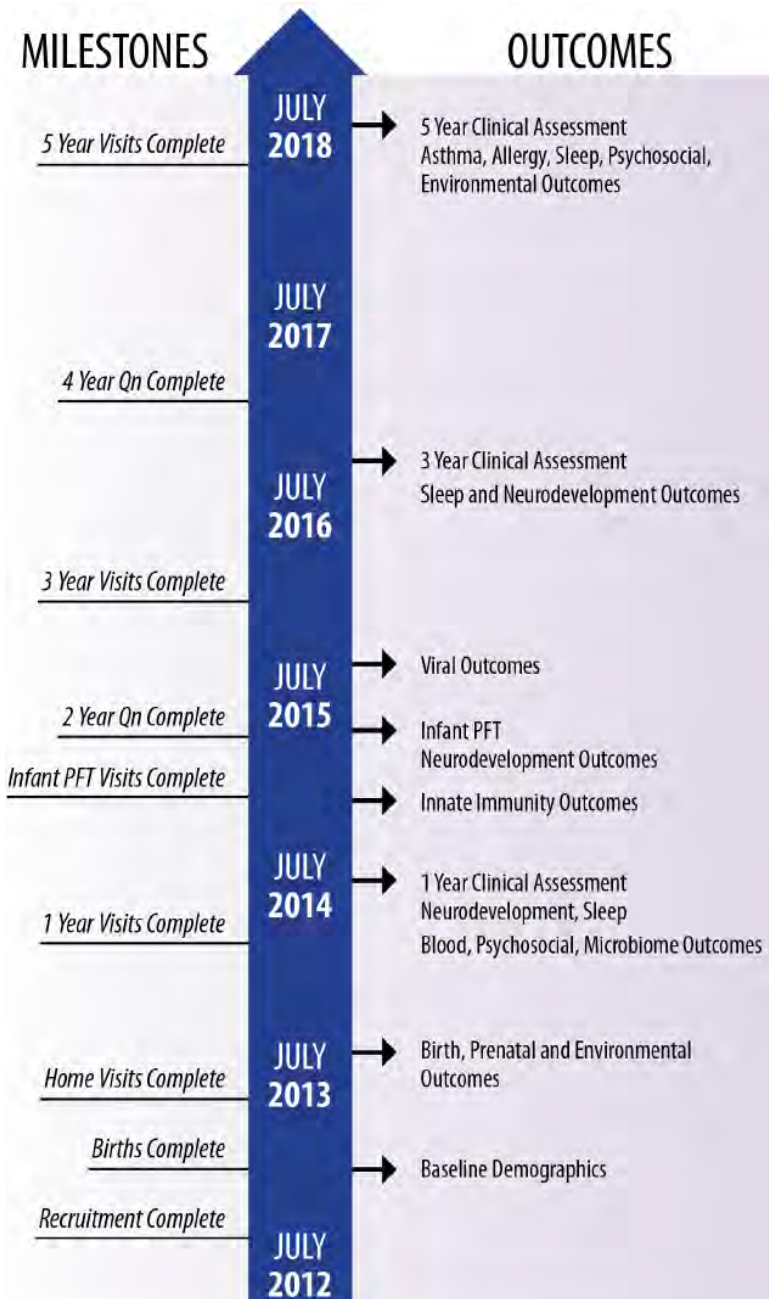 MILESTONES
OUTCOMES
JULY
2018
5 Year Visits Complete
5 Year Clinical Assessment
Asthma, Allergy, Sleep, Psychosocial,
Environmental Outcomes
JULY
2017
4 Year Qn Complete
3 Year Clinical Assessment
Sleep and Neurodevelopment Outcomes
JULY
2016
3 Year Visits Complete
Viral Outcomes
JULY
2015
2 Year Qn Complete
Infant PFT
Neurodevelopment Outcomes
Infant PFT Visits Complete
Innate Immunity Outcomes
JULY
2014
1 Year Clinical Assessment
Neurodevelopment, Sleep
Blood, Psychosocial, Microbiome Outcomes
1 Year Visits Complete
JULY
2013
Birth, Prenatal and Environmental
Outcomes
Home Visits Complete
Births Complete
Baseline Demographics
Recruitment Complete
JULY
2012